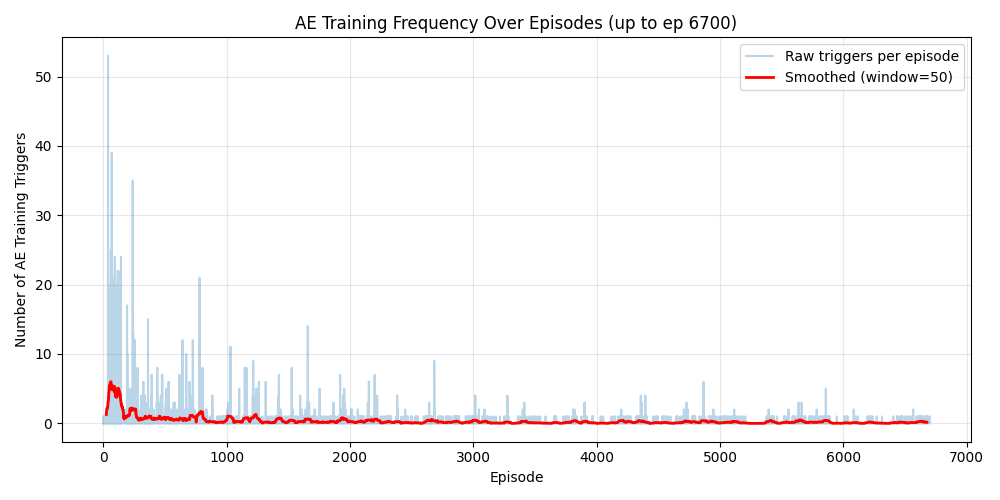 AE Training Frequency Over Episodes (up to ep 6700)
Raw triggers per episode
Smoothed (window=50)
Number of AE Training Triggers
50
40
30
20
10
0
0 1000 2000 3000 4000 5000 6000 7000
Episode